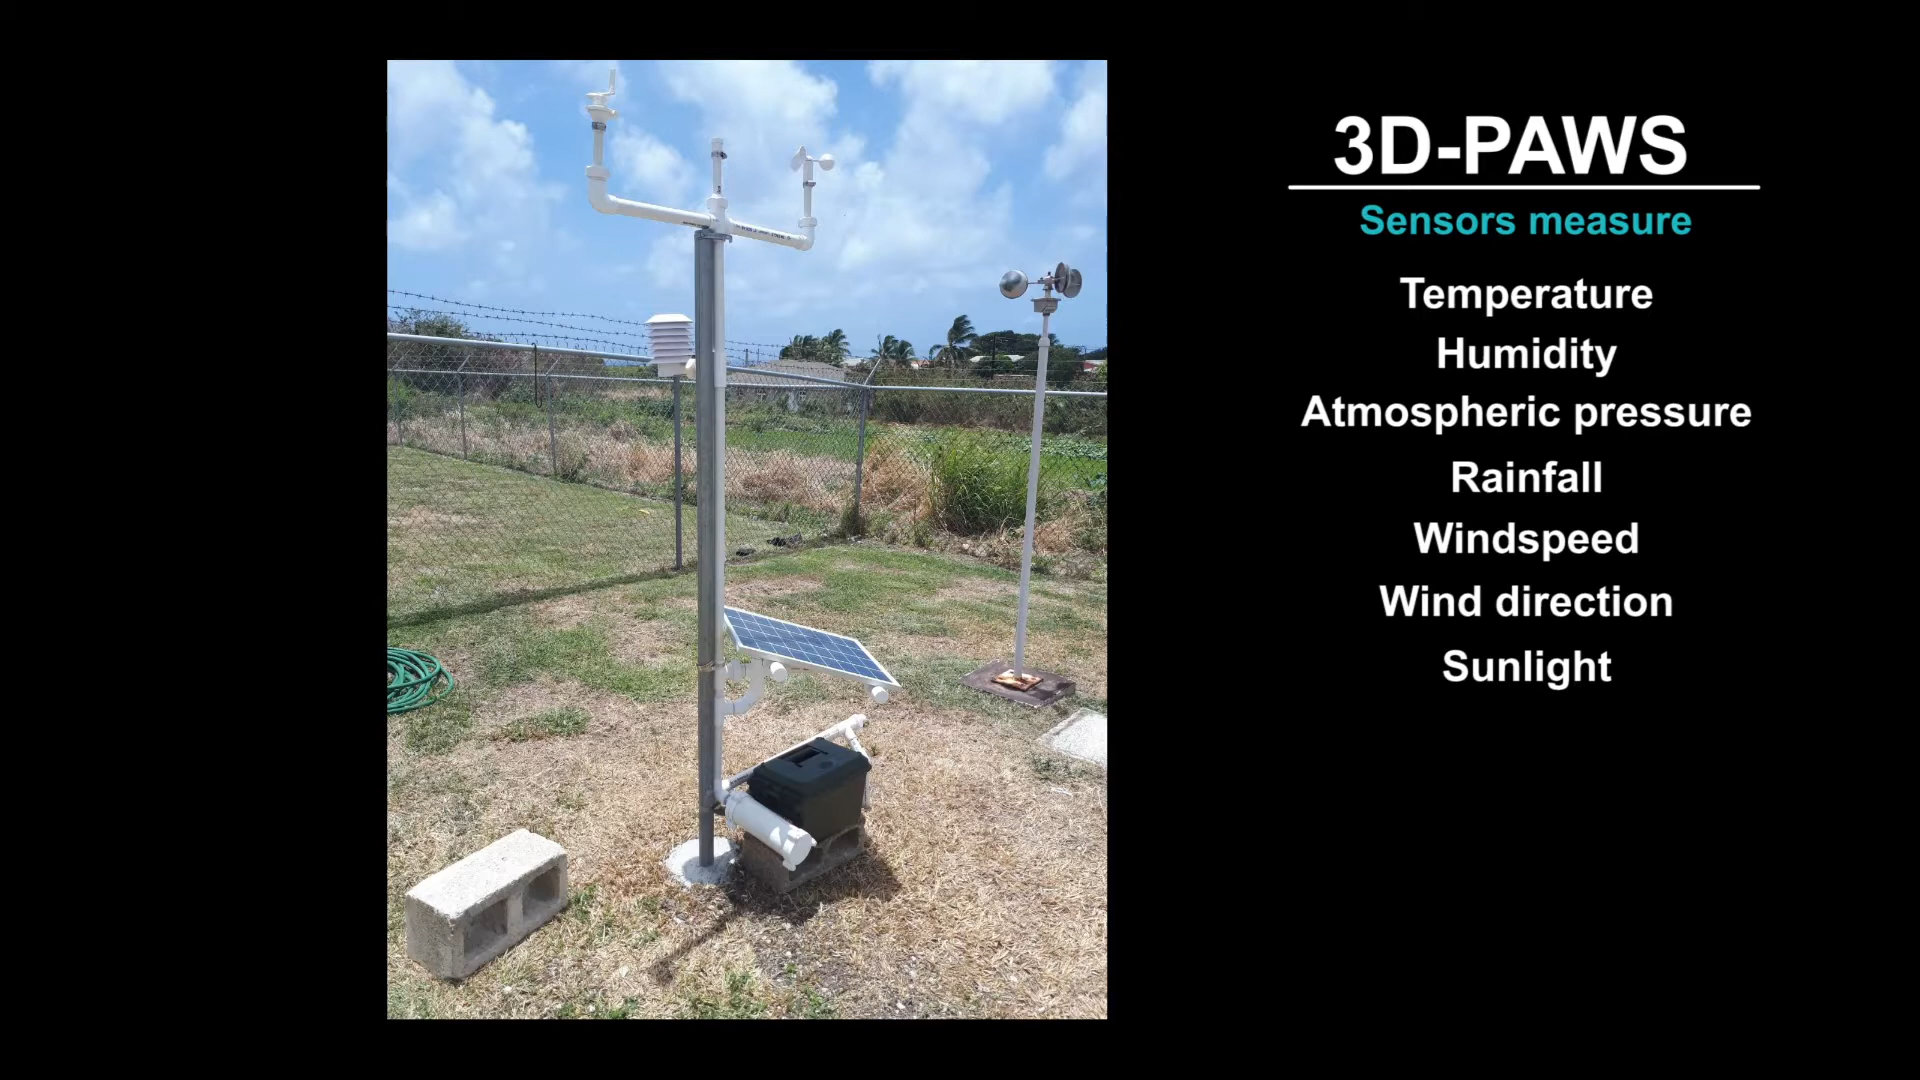 3D-PAWS
Sensors measure
Temperature
Humidity
Atmospheric pressure
Rainfall
Windspeed
Wind direction
Sunlight